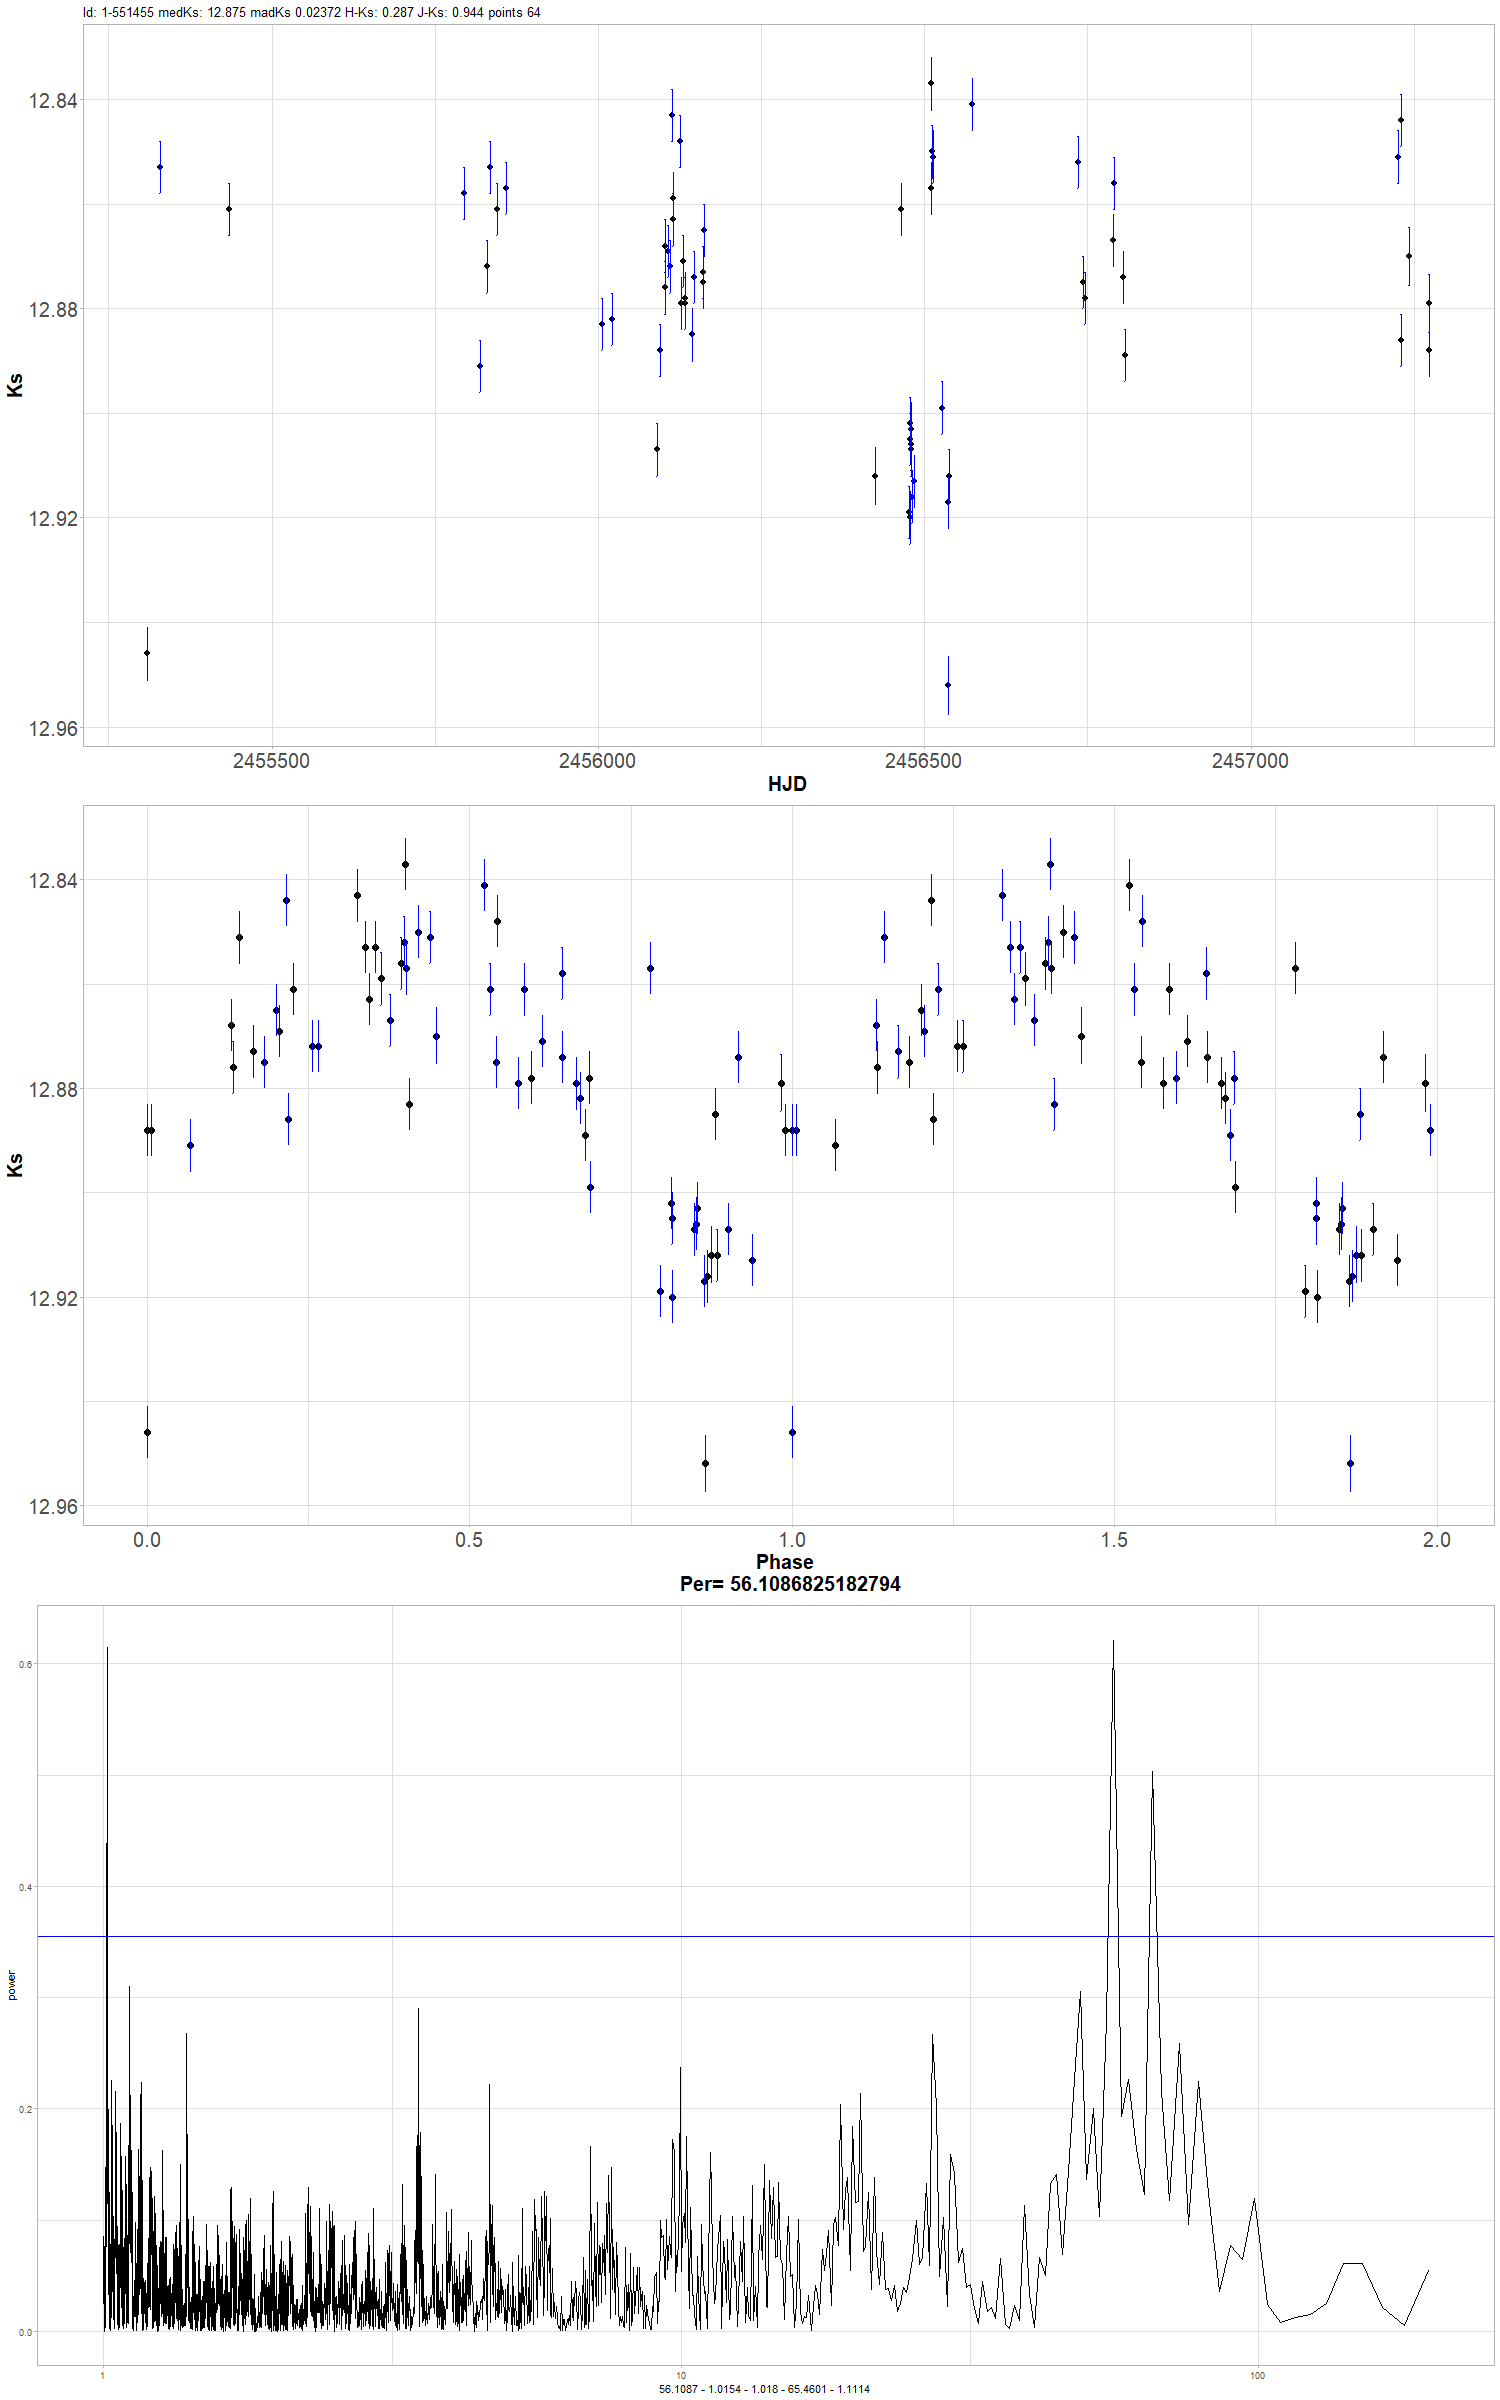 Id: 1-551455 medKs: 12.875 madKs 0.02372 H-Ks: 0.287 J-Ks: 0.944 points 64
12.84
12.88
12.92
12.96
Ks
2455500 2456000 2456500 2457000
HJD
12.84
12.88
12.92
12.96
Ks
0.0 0.5 1.0 1.5 2.0
Phase
Per= 56.1086825182794
0.6
0.4
0.2
0.0
power
1 10 100
56.1087 - 1.0154 - 1.018 - 65.4601 - 1.1114